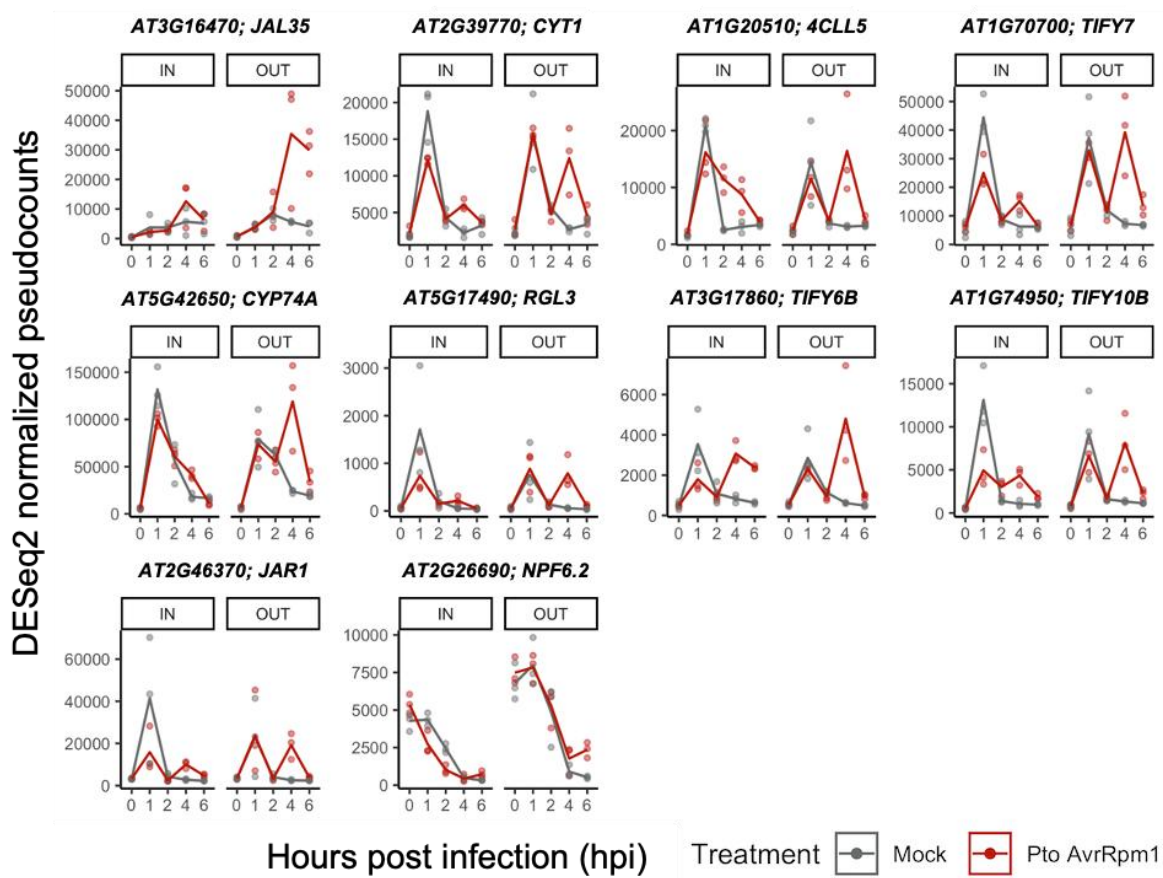 AT3G16470; JAL35
AT2G39770; CYT1
AT1G20510; 4CLL5
AT1G70700; TIFY7
IN OUT IN OUT IN OUT IN OUT
50000
40000
30000
20000
10000
0
20000
15000
10000
5000
20000
10000
0
50000
40000
30000
20000
10000
0
0 1 2 4 6 0 1 2 4 6
0 1 2 4 6 0 1 2 4 6
0 1 2 4 6 0 1 2 4 6
0 1 2 4 6 0 1 2 4 6
AT5G42650; CYP74A
AT5G17490; RGL3
AT3G17860; TIFY6B
AT1G74950; TIFY10B
IN OUT IN OUT IN OUT IN OUT
150000
100000
50000
0
3000
2000
1000
0
6000
4000
2000
0
15000
10000
5000
0
0 1 2 4 6 0 1 2 4 6
0 1 2 4 6 0 1 2 4 6
0 1 2 4 6 0 1 2 4 6
0 1 2 4 6 0 1 2 4 6
AT2G46370; JAR1
AT2G26690; NPF6.2
IN OUT IN OUT
60000
40000
20000
0
10000
7500
5000
2500
0
0 1 2 4 6 0 1 2 4 6
0 1 2 4 6 0 1 2 4 6
DESeq2 normalized pseudocounts
Hours post infection (hpi)
Treatment Mock Pto AvrRpm1